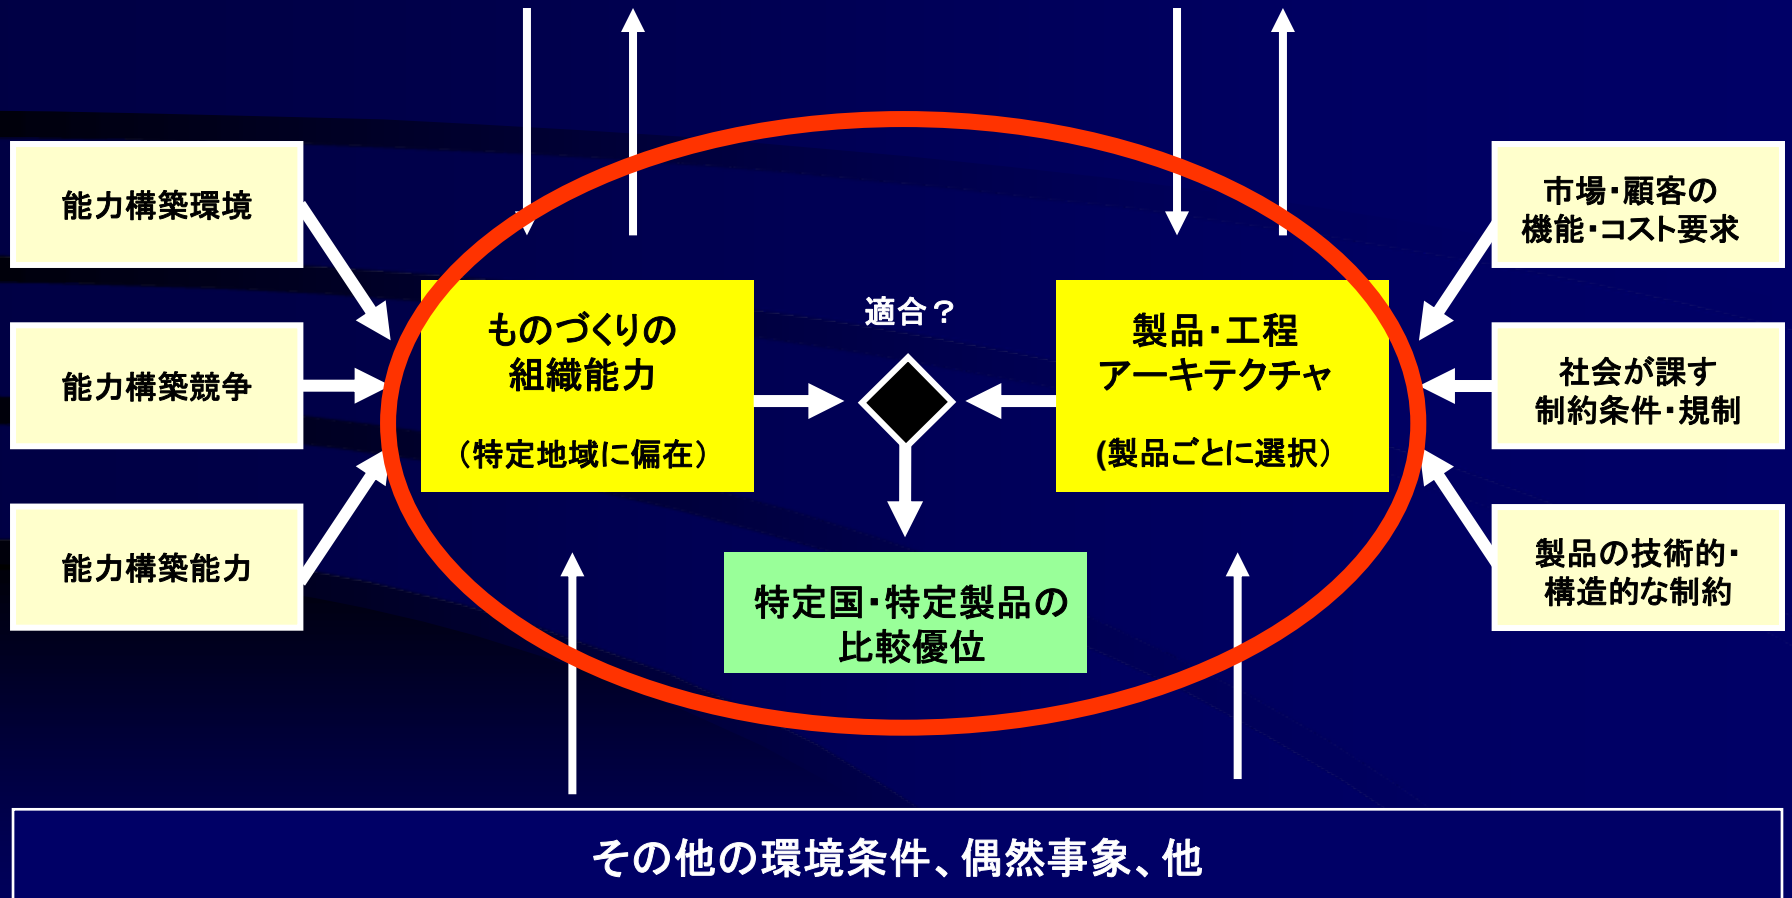 能力構築環境
能力構築競争
能力構築能力
ものづくりの
組織能力
（特定地域に偏在）
適合？
製品・工程
アーキテクチャ
(製品ごとに選択）
特定国・特定製品の
比較優位
市場・顧客の
機能・コスト要求
社会が課す
制約条件・規制
製品の技術的・
構造的な制約
その他の環境条件、偶然事象、他